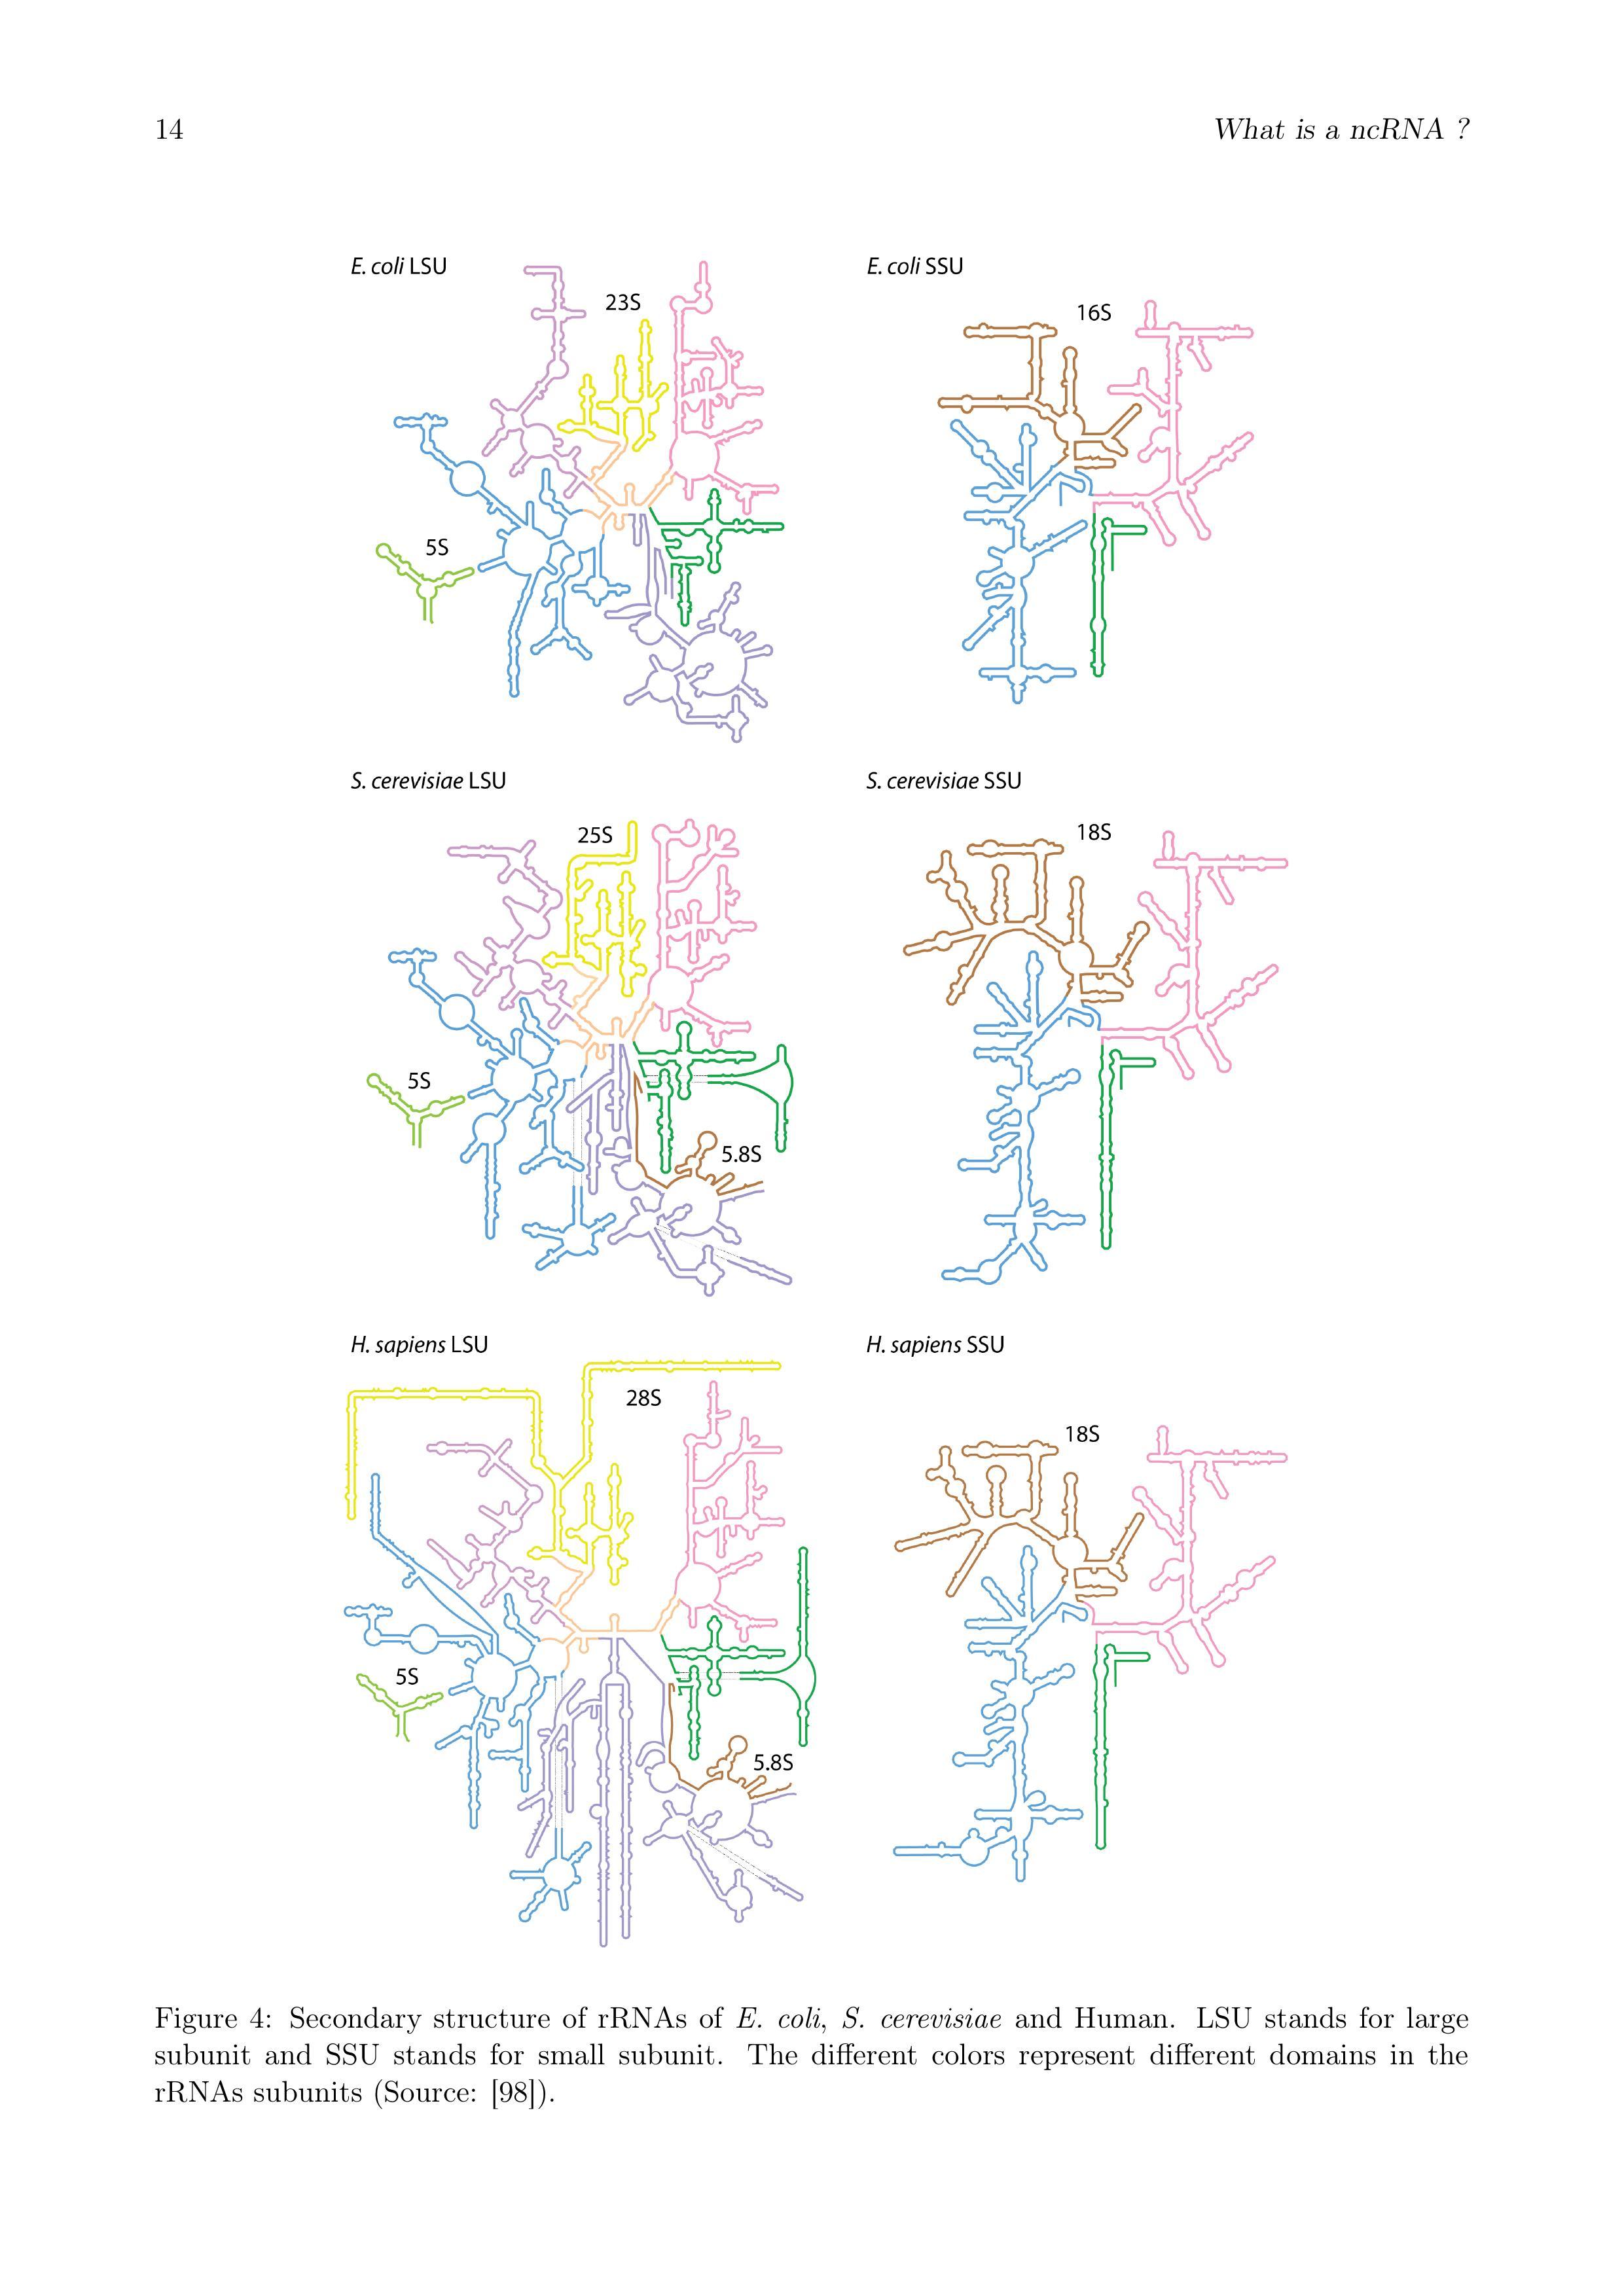 14 What is a ncRNA ?
E. coli LSU
23S
5S
E. coli SSU
16S
S. cerevisiae LSU
25S
5S
5.8S
S. cerevisiae SSU
18S
H. sapiens LSU
28S
5S
5.8S
H. sapiens SSU
18S
Figure 4: Secondary structure of rRNAs of E. coli, S. cerevisiae and Human. LSU stands for large
subunit and SSU stands for small subunit. The different colors represent different domains in the
rRNAs subunits (Source: [98]).